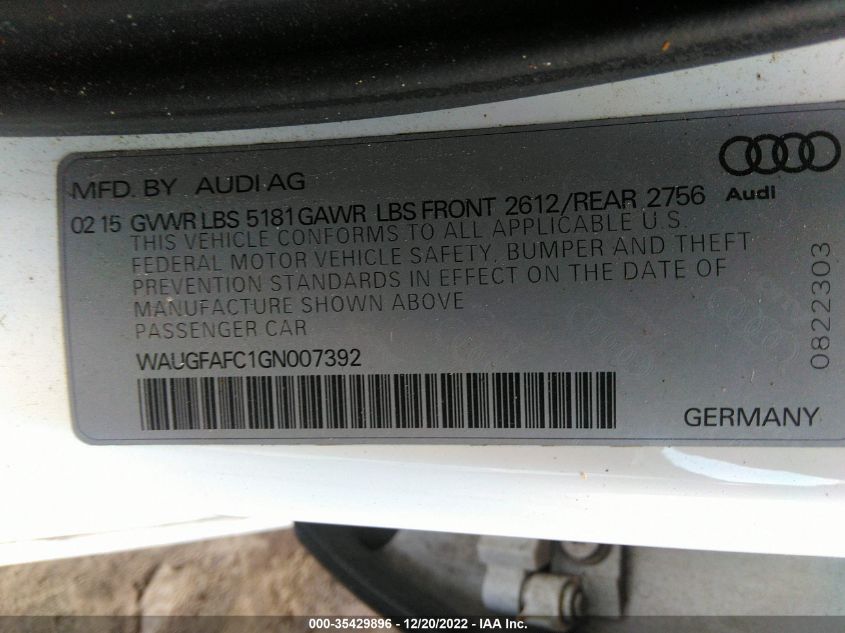 MFD. BY AUDI AG
Audi
02 15 GVWR LBS 5181 GAWR LBS FRONT 2612/REAR 2756
THIS VEHICLE CONFORMS TO ALL APPLICABLE U.S.
FEDERAL MOTOR VEHICLE SAFETY, BUMPER AND THEFT
PREVENTION STANDARDS IN EFFECT ON THE DATE OF
MANUFACTURE SHOWN ABOVE
PASSENGER CAR
WAUGFAFC1GN007392
GERMANY
0822303
000-35429896 - 12/20/2022 - IAA Inc.